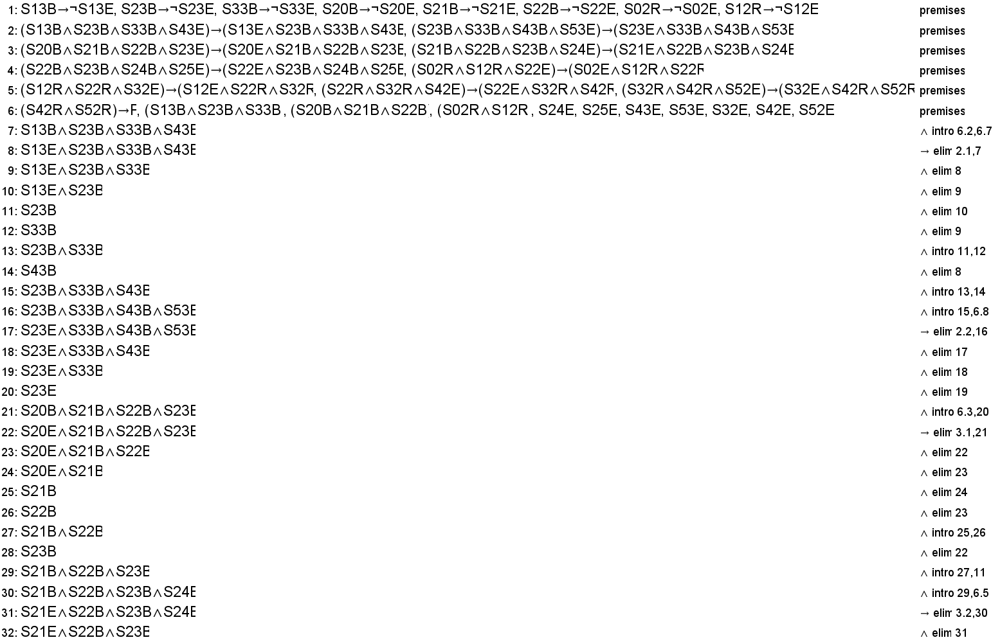 1: S13B→¬S13E, S23B→¬S23E, S33B→¬S33E, S20B→¬S20E, S21B→¬S21E, S22B→¬S22E, S02R→¬S02E, S12R→¬S12E premises
2: (S13B∧S23B∧S33B∧S43E)→(S13E∧S23B∧S33B∧S43E, (S23B∧S33B∧S43B∧S53E)→(S23E∧S33B∧S43B∧S53E premises
3: (S20B∧S21B∧S22B∧S23E)→(S20E∧S21B∧S22B∧S23E, (S21B∧S22B∧S23B∧S24E)→(S21E∧S22B∧S23B∧S24E premises
4: (S22B∧S23B∧S24B∧S25E)→(S22E∧S23B∧S24B∧S25E, (S02R∧S12R∧S22E)→(S02E∧S12R∧S22R premises
5: (S12R∧S22R∧S32E)→(S12E∧S22R∧S32R, (S22R∧S32R∧S42E)→(S22E∧S32R∧S42R, (S32R∧S42R∧S52E)→(S32E∧S42R∧S52R premises
6: (S42R∧S52R)→F, (S13B∧S23B∧S33B, (S20B∧S21B∧S22B, (S02R∧S12R, S24E, S25E, S43E, S53E, S32E, S42E, S52E premises
7: S13B∧S23B∧S33B∧S43E ∧ intro 6.2,6.7
8: S13E∧S23B∧S33B∧S43E → elim 2.1,7
9: S13E∧S23B∧S33E ∧ elim 8
10: S13E∧S23B ∧ elim 9
11: S23B ∧ elim 10
12: S33B ∧ elim 9
13: S23B∧S33B ∧ intro 11,12
14: S43B ∧ elim 8
15: S23B∧S33B∧S43E ∧ intro 13,14
16: S23B∧S33B∧S43B∧S53E ∧ intro 15,6.8
17: S23E∧S33B∧S43B∧S53E → elim 2.2,16
18: S23E∧S33B∧S43E ∧ elim 17
19: S23E∧S33B ∧ elim 18
20: S23E ∧ elim 19
21: S20B∧S21B∧S22B∧S23E ∧ intro 6.3,20
22: S20E∧S21B∧S22B∧S23E → elim 3.1,21
23: S20E∧S21B∧S22E ∧ elim 22
24: S20E∧S21B ∧ elim 23
25: S21B ∧ elim 24
26: S22B ∧ elim 23
27: S21B∧S22B ∧ intro 25,26
28: S23B ∧ elim 22
29: S21B∧S22B∧S23E ∧ intro 27,11
30: S21B∧S22B∧S23B∧S24E ∧ intro 29,6.5
31: S21E∧S22B∧S23B∧S24E → elim 3.2,30
32: S21E∧S22B∧S23E ∧ elim 31